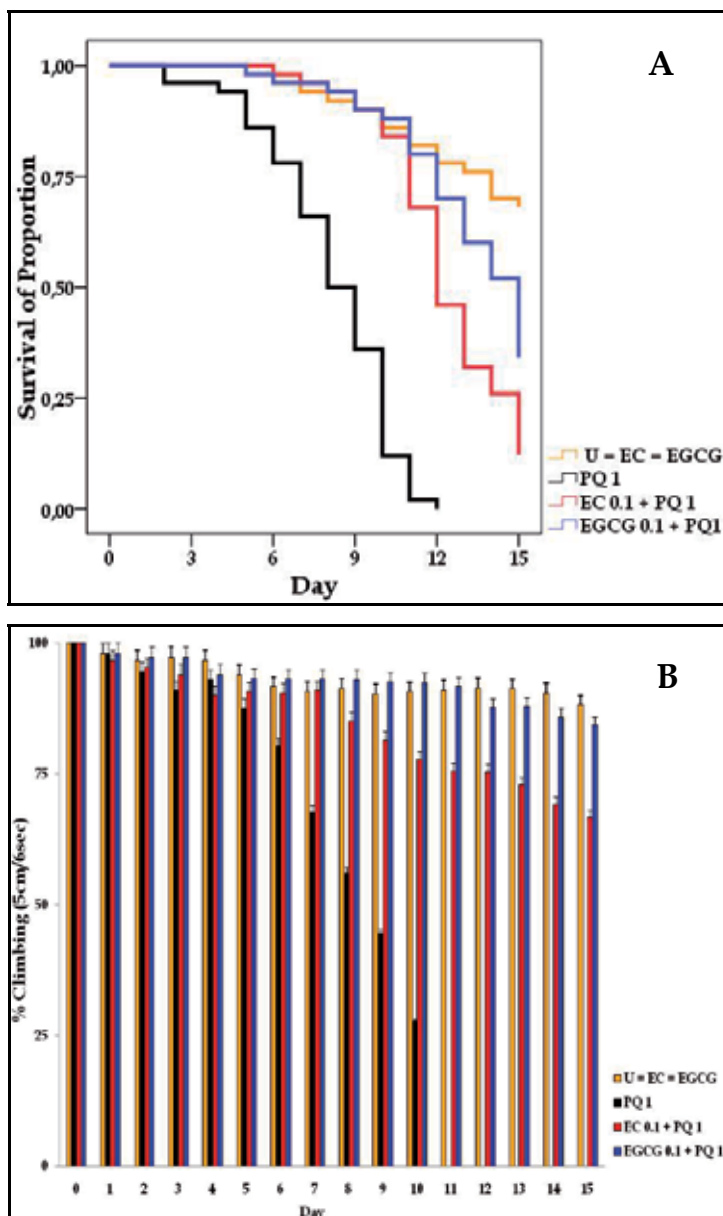 A
1,00
0,75
0,50
0,25
0,00
Survival of Proportion
0 3 6 9 12 15
Day
U = EC = EGCG
PQ 1
EC 0.1 + PQ 1
EGCG 0.1 + PQ1
B
100
75
50
25
0
% Climbing (5cm/6sec)
0 1 2 3 4 5 6 7 8 9 10 11 12 13 14 15
Day
U = EC = EGCG
PQ 1
EC 0.1 + PQ 1
EGCG 0.1 + PQ 1